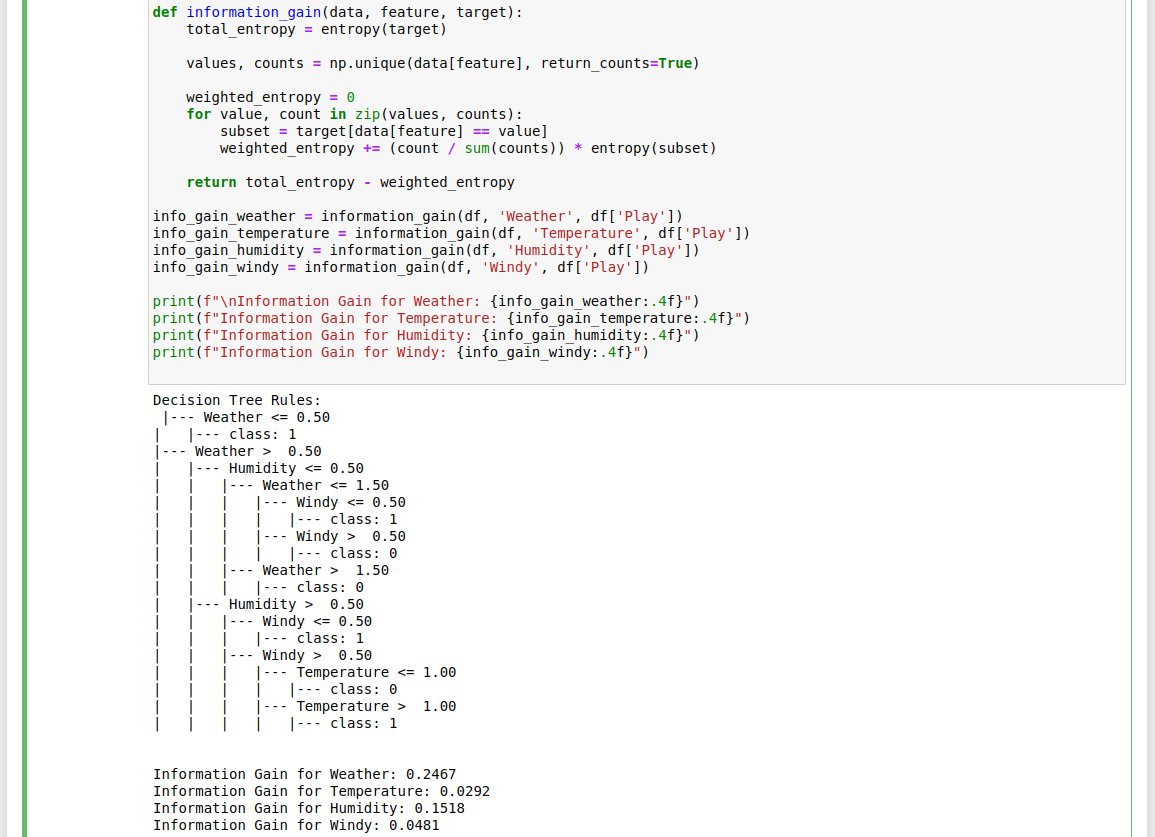 def information_gain(data, feature, target):
    total_entropy = entropy(target)

    values, counts = np.unique(data[feature], return_counts=True)

    weighted_entropy = 0
    for value, count in zip(values, counts):
        subset = target[data[feature] == value]
        weighted_entropy += (count / sum(counts)) * entropy(subset)

    return total_entropy - weighted_entropy

info_gain_weather = information_gain(df, 'Weather', df['Play'])
info_gain_temperature = information_gain(df, 'Temperature', df['Play'])
info_gain_humidity = information_gain(df, 'Humidity', df['Play'])
info_gain_windy = information_gain(df, 'Windy', df['Play'])

print(f"\nInformation Gain for Weather: {info_gain_weather:.4f}")
print(f"Information Gain for Temperature: {info_gain_temperature:.4f}")
print(f"Information Gain for Humidity: {info_gain_humidity:.4f}")
print(f"Information Gain for Windy: {info_gain_windy:.4f}")

Decision Tree Rules:
 |--- Weather <= 0.50
|   |--- class: 1
|--- Weather >  0.50
|   |--- Humidity <= 0.50
|   |   |--- Weather <= 1.50
|   |   |   |--- Windy <= 0.50
|   |   |   |   |--- class: 1
|   |   |   |--- Windy >  0.50
|   |   |   |   |--- class: 0
|   |   |--- Weather >  1.50
|   |   |   |--- class: 0
|   |--- Humidity >  0.50
|   |   |--- Windy <= 0.50
|   |   |   |--- class: 1
|   |   |--- Windy >  0.50
|   |   |   |--- Temperature <= 1.00
|   |   |   |   |--- class: 0
|   |   |   |--- Temperature >  1.00
|   |   |   |   |--- class: 1


Information Gain for Weather: 0.2467
Information Gain for Temperature: 0.0292
Information Gain for Humidity: 0.1518
Information Gain for Windy: 0.0481